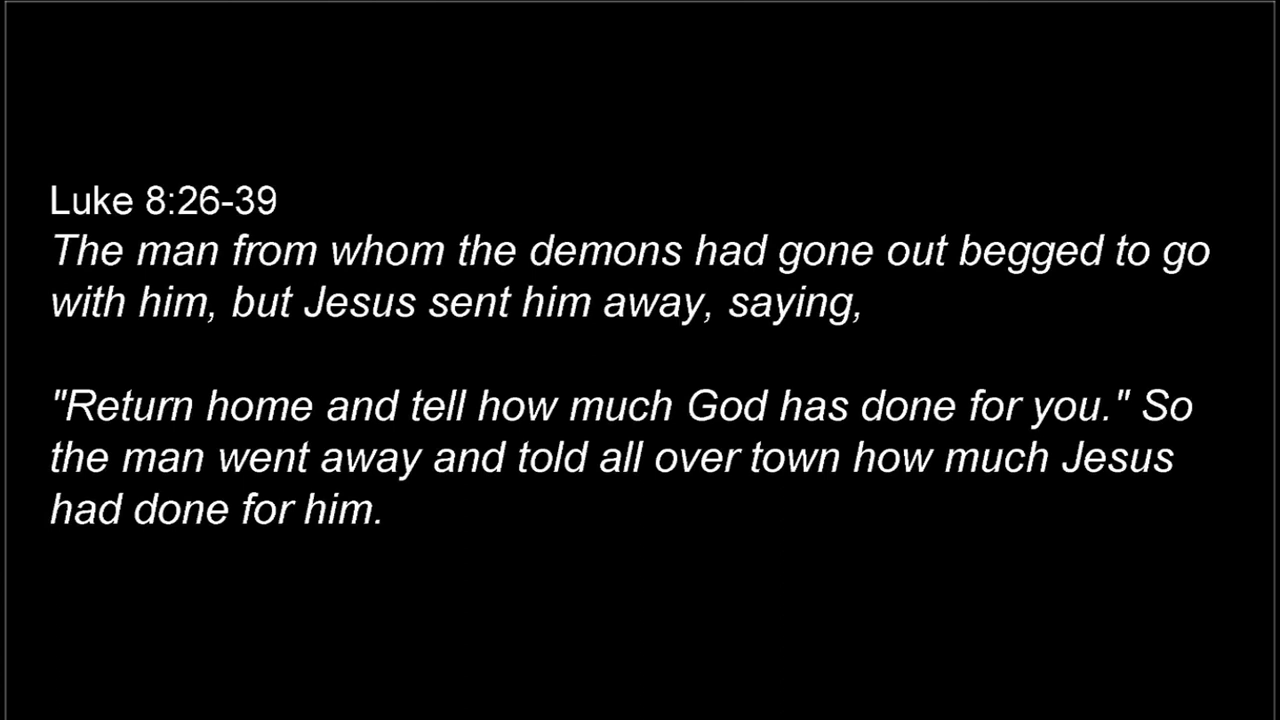 Luke 8:26-39
The man from whom the demons had gone out begged to go
with him, but Jesus sent him away, saying,
"Return home and tell how much God has done for you." So
the man went away and told all over town how much Jesus
had done for him.